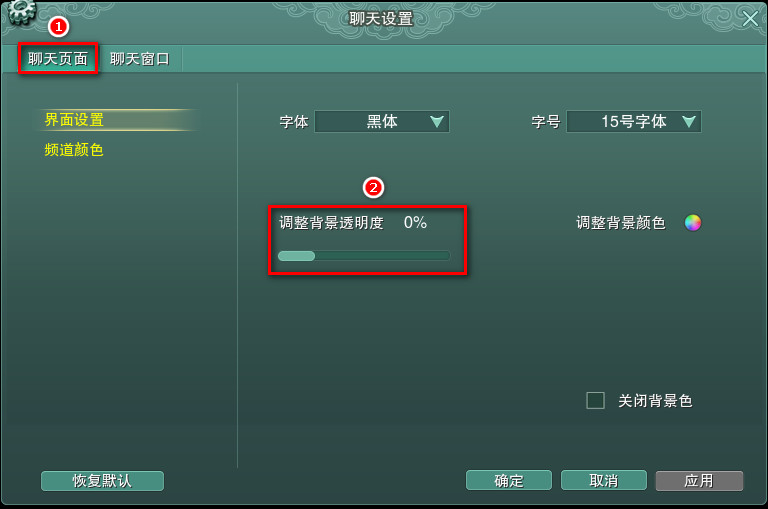 聊天设置
1
聊天页面 聊天窗口
界面设置
频道颜色
字体 黑体 字号 15号字体
2
调整背景透明度 0% 调整背景颜色
关闭背景色
恢复默认 确定 取消 应用